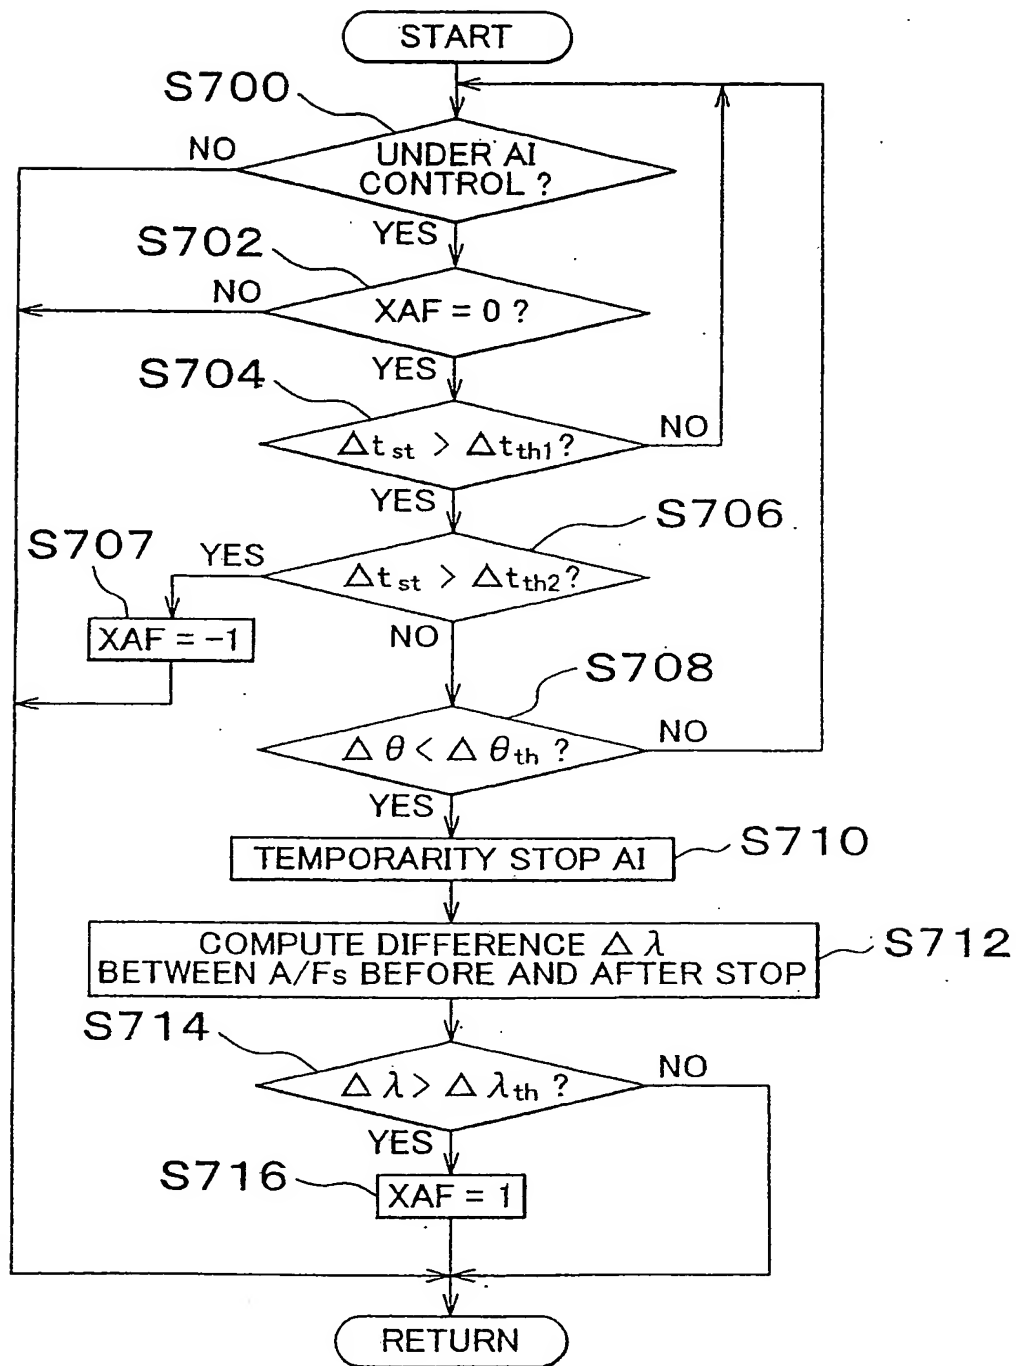 START
S700
NO
UNDER AI
CONTROL ?
YES
S702
NO
XAF = 0 ?
YES
S704
Δt st > Δt th1 ?
NO
YES
S706
S707
YES
Δt st > Δt th2 ?
XAF = -1
NO
S708
Δ θ < Δ θ th ?
NO
YES
TEMPORARITY STOP AI
S710
COMPUTE DIFFERENCE Δ λ
BETWEEN A/Fs BEFORE AND AFTER STOP
S712
S714
Δ λ > Δ λ th ?
NO
YES
S716
XAF = 1
RETURN